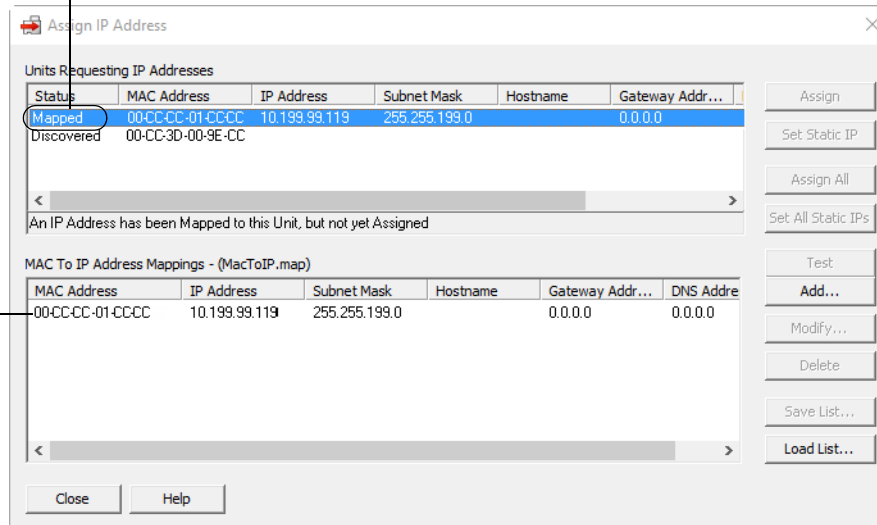 Assign IP Address
Units Requesting IP Addresses
Status MAC Address IP Address Subnet Mask Hostname Gateway Addr...
Mapped 00-CC-CC-01-CC-CC 10.199.99.119 255.255.199.0 0.0.0.0
Discovered 00-CC-3D-00-9E-CC
An IP Address has been Mapped to this Unit, but not yet Assigned
Assign
Set Static IP
Assign All
Set All Static IPs
MAC To IP Address Mappings - (MacToIP.map)
MAC Address IP Address Subnet Mask Hostname Gateway Addr... DNS Addre
00-CC-CC-01-CC-CC 10.199.99.119 255.255.199.0 0.0.0.0 0.0.0.0
Test
Add...
Modify...
Delete
Save List...
Load List...
Close Help